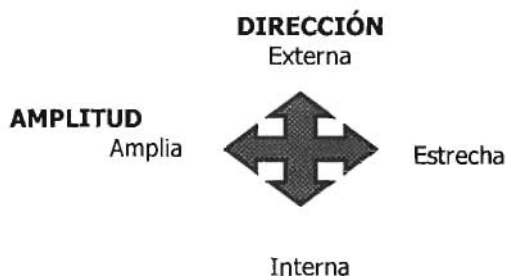 DIRECCIÓN
Externa
AMPLITUD
Amplia
Estrecha
Interna